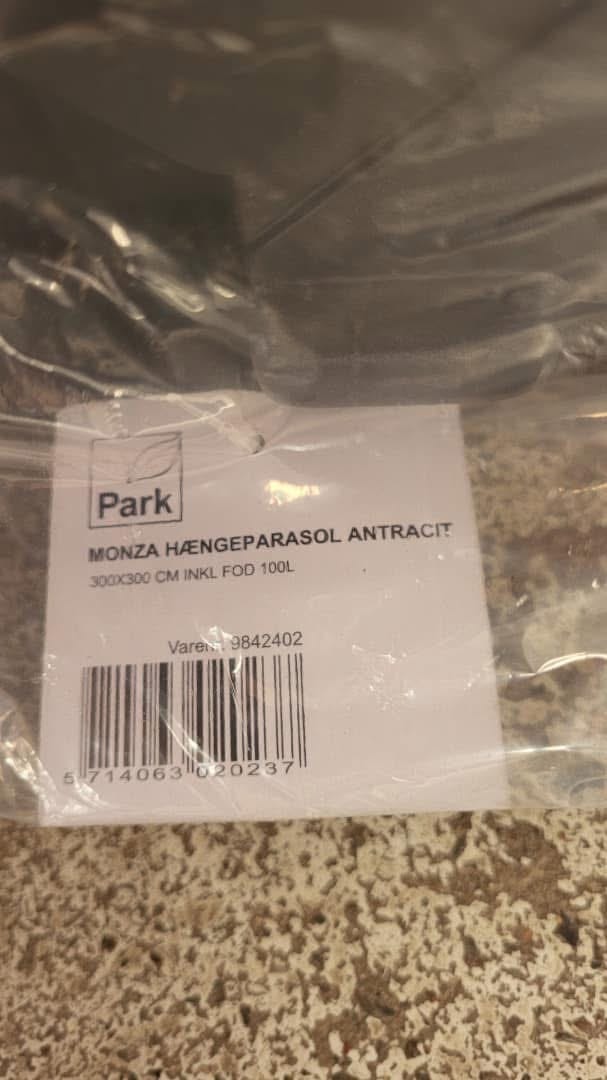 Park
MONZA HÆNGEPARASOL ANTRACIT
300X300 CM INKL FOD 100L
9842402
5 714063 020237